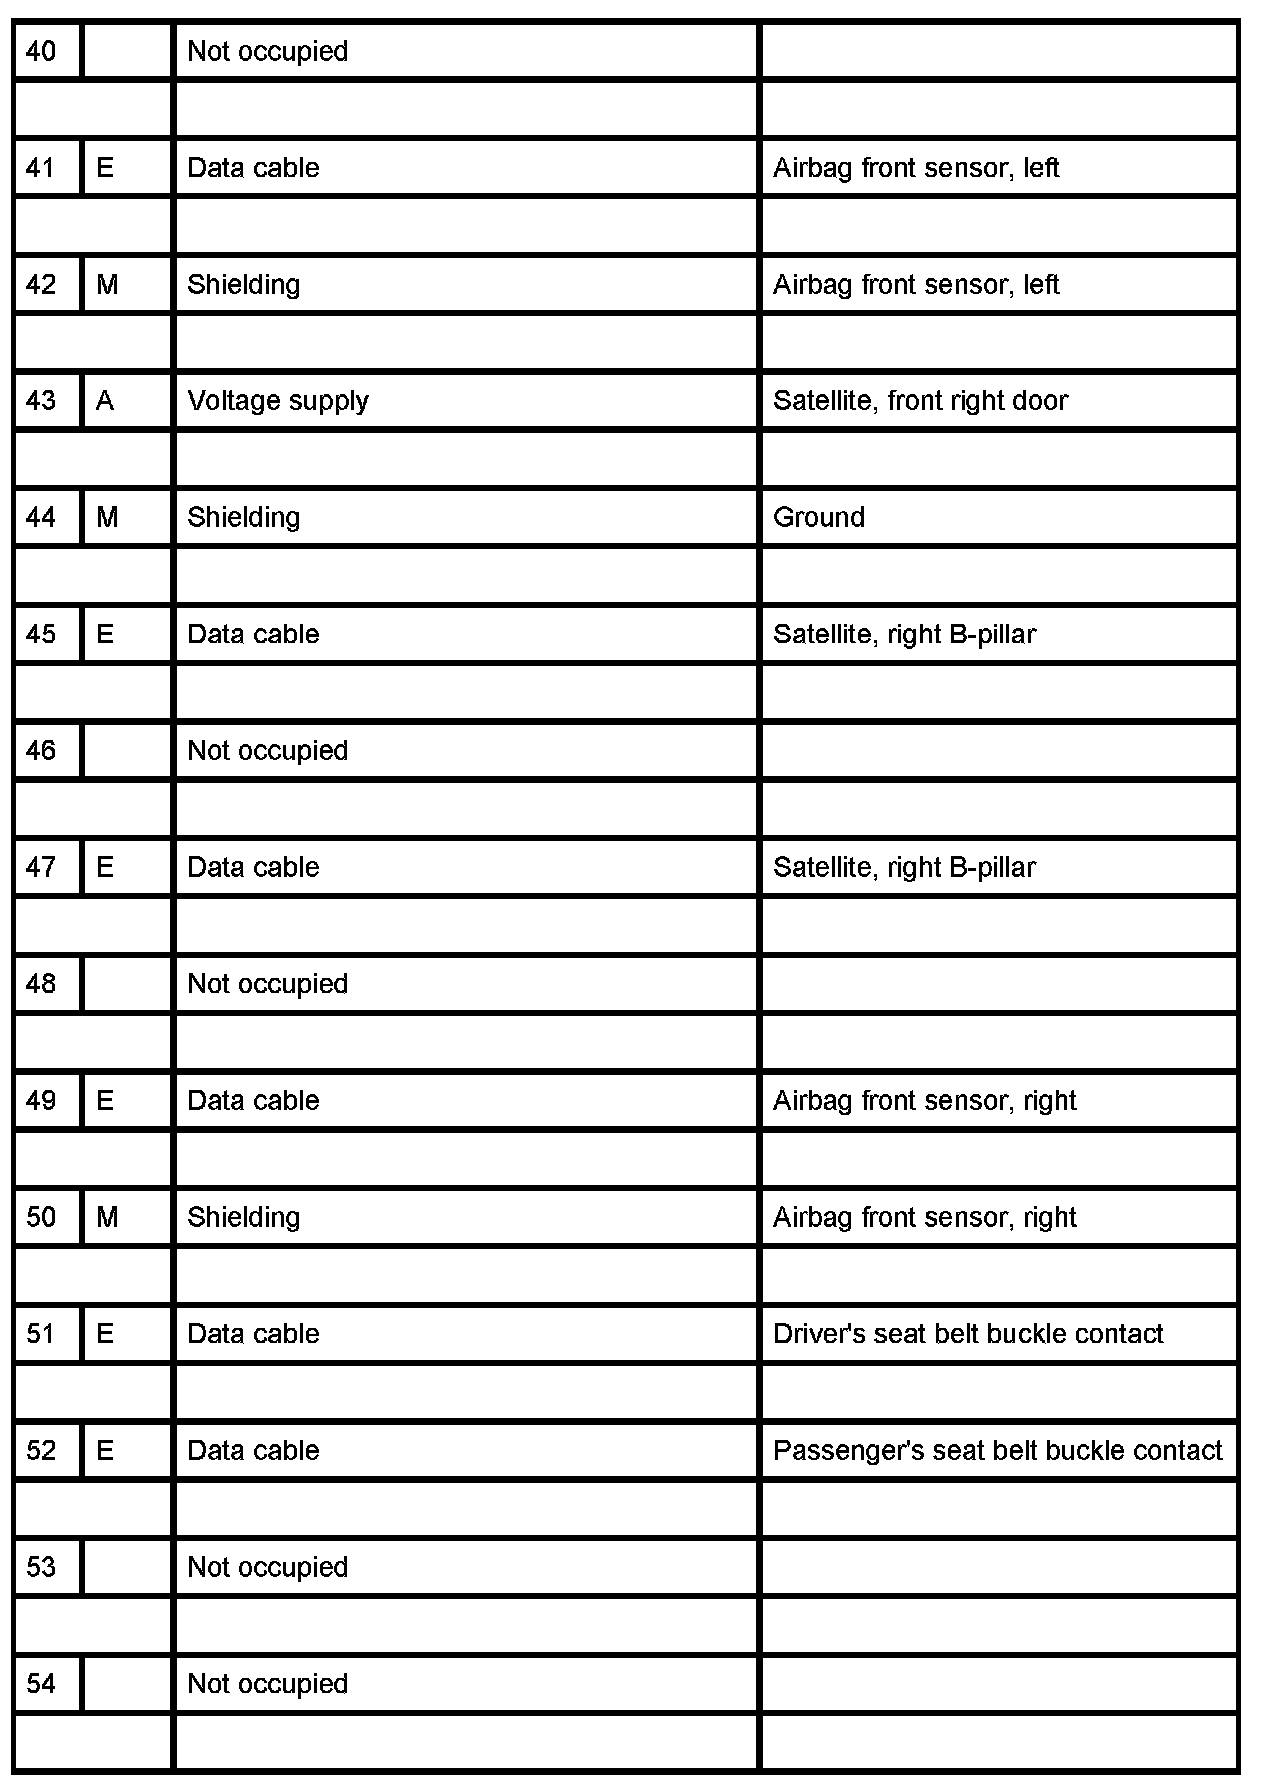 40 Not occupied
41 E Data cable Airbag front sensor, left
42 M Shielding Airbag front sensor, left
43 A Voltage supply Satellite, front right door
44 M Shielding Ground
45 E Data cable Satellite, right B-pillar
46 Not occupied
47 E Data cable Satellite, right B-pillar
48 Not occupied
49 E Data cable Airbag front sensor, right
50 M Shielding Airbag front sensor, right
51 E Data cable Driver's seat belt buckle contact
52 E Data cable Passenger's seat belt buckle contact
53 Not occupied
54 Not occupied